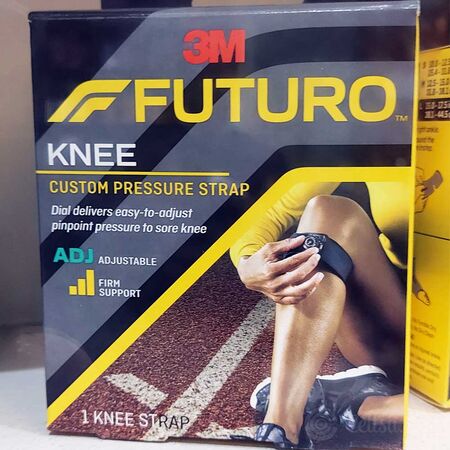 3M
FUTURO™
KNEE
CUSTOM PRESSURE STRAP
Dial delivers easy-to-adjust
pinpoint pressure to sore knee
ADJ ADJUSTABLE
FIRM
SUPPORT
1 KNEE STRAP